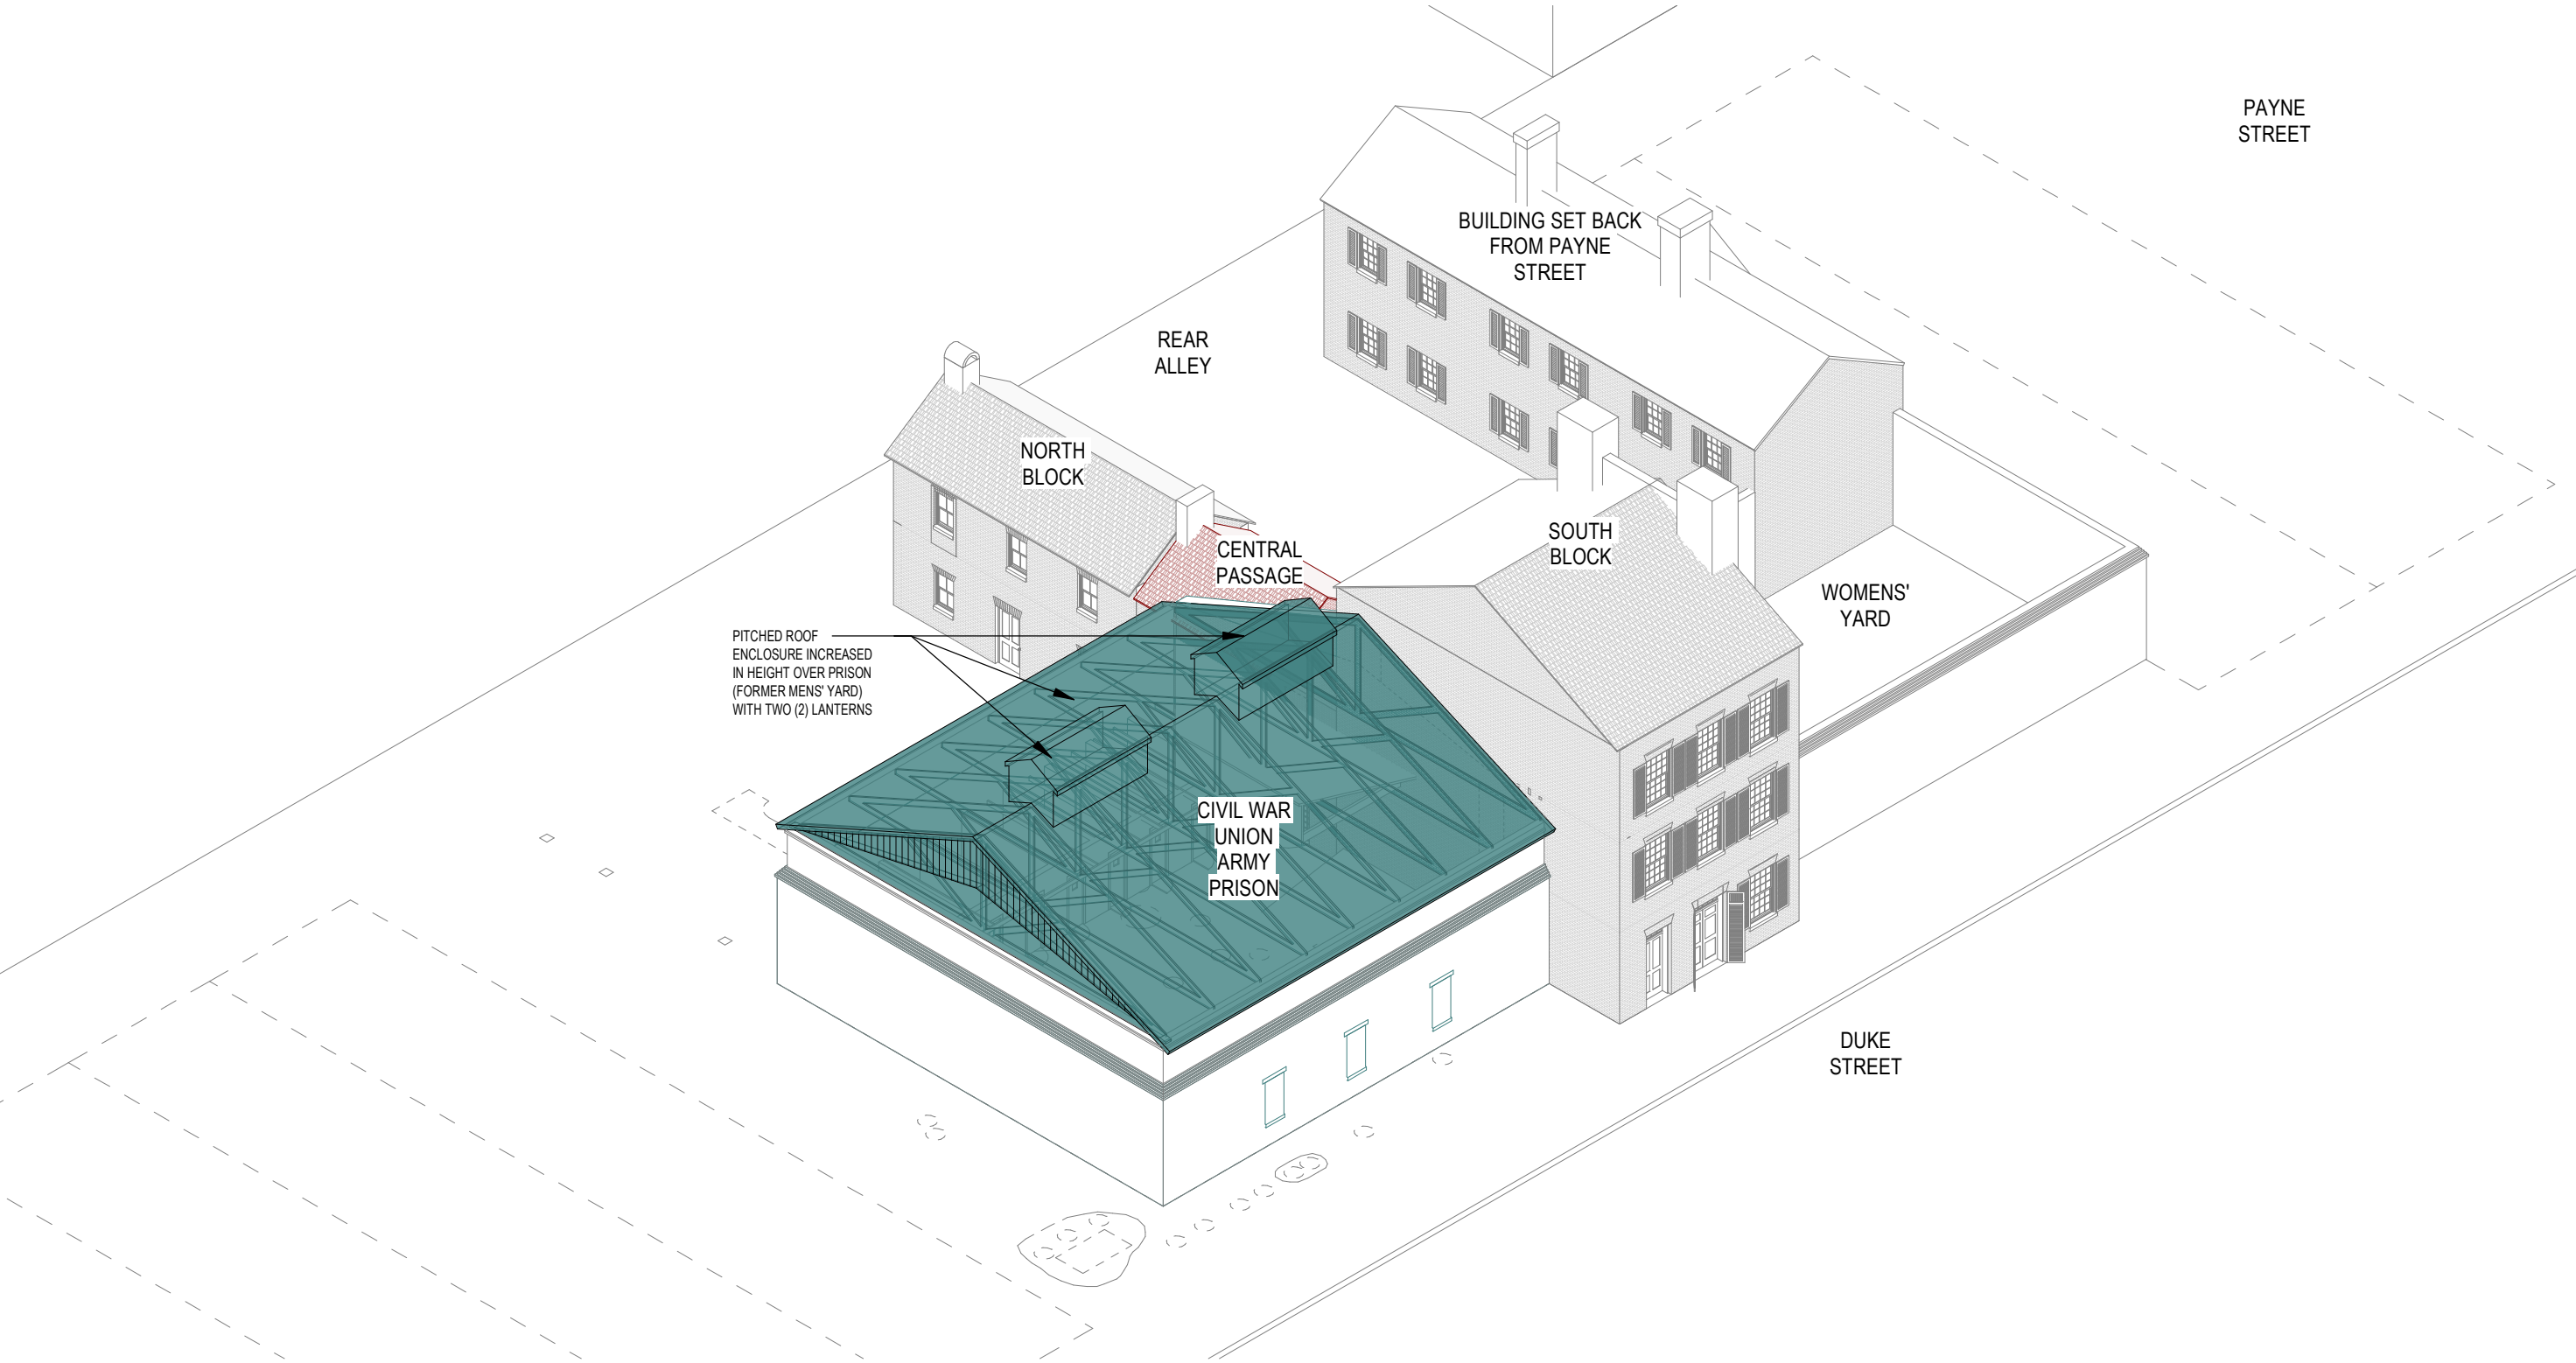 PAYNE
STREET
BUILDING SET BACK
FROM PAYNE
STREET
REAR
ALLEY
NORTH
BLOCK
CENTRAL
PASSAGE
SOUTH
BLOCK
WOMENS'
YARD
PITCHED ROOF
ENCLOSURE INCREASED
IN HEIGHT OVER PRISON
(FORMER MENS' YARD)
WITH TWO (2) LANTERNS
CIVIL WAR
UNION
ARMY
PRISON
DUKE
STREET